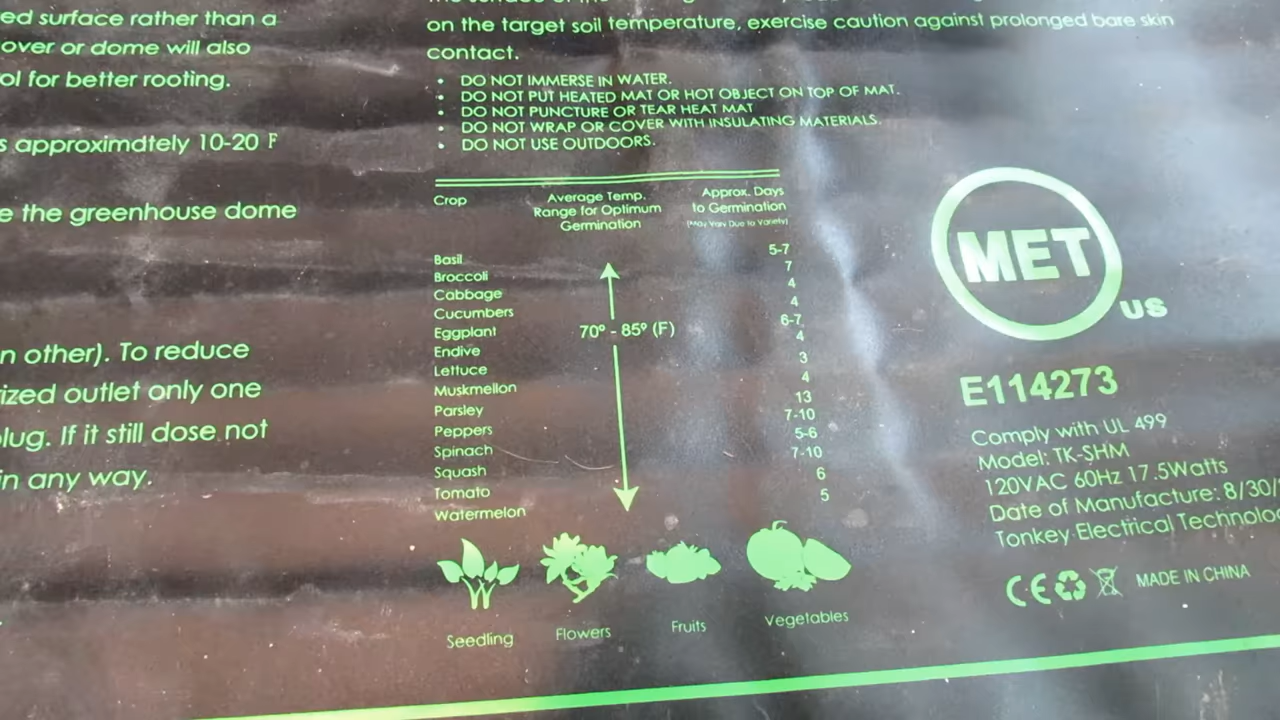 ed surface rather than a
over or dome will also
ol for better rooting.
s approximdtely 10-20 F
e the greenhouse dome
n other). To reduce
ized outlet only one
lug. If it still dose not
in any way.
on the target soil temperature, exercise caution against prolonged bare skin
contact.
• DO NOT IMMERSE IN WATER.
• DO NOT PUT HEATED MAT OR HOT OBJECT ON TOP OF MAT.
• DO NOT PUNCTURE OR TEAR HEAT MAT
• DO NOT WRAP OR COVER WITH INSULATING MATERIALS.
• DO NOT USE OUTDOORS.
Crop
Average Temp.
Range for Optimum
Germination
Approx. Days
to Germination
(May Vary Due to Variety)
Basil 5-7
Broccoli 7
Cabbage 4
Cucumbers 4
Eggplant 6-7
Endive 4
Lettuce 3
Muskmellon 4
Parsley 13
Peppers 7-10
Spinach 5-6
Squash 7-10
Tomato 6
Watermelon 5
70º - 85º (F)
Seedling
Flowers
Fruits
Vegetables
MET
US
E114273
Comply with UL 499
Model: TK-SHM
120VAC 60Hz 17.5Watts
Date of Manufacture: 8/30/
Tonkey Electrical Technolo
CE
MADE IN CHINA